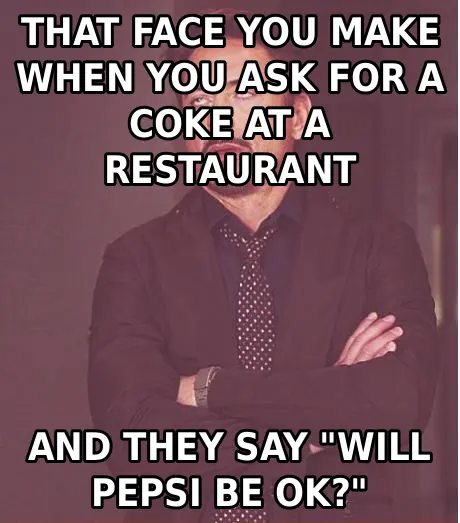 THAT FACE YOU MAKE
WHEN YOU ASK FOR A
COKE AT A
RESTAURANT
AND THEY SAY "WILL
PEPSI BE OK?"